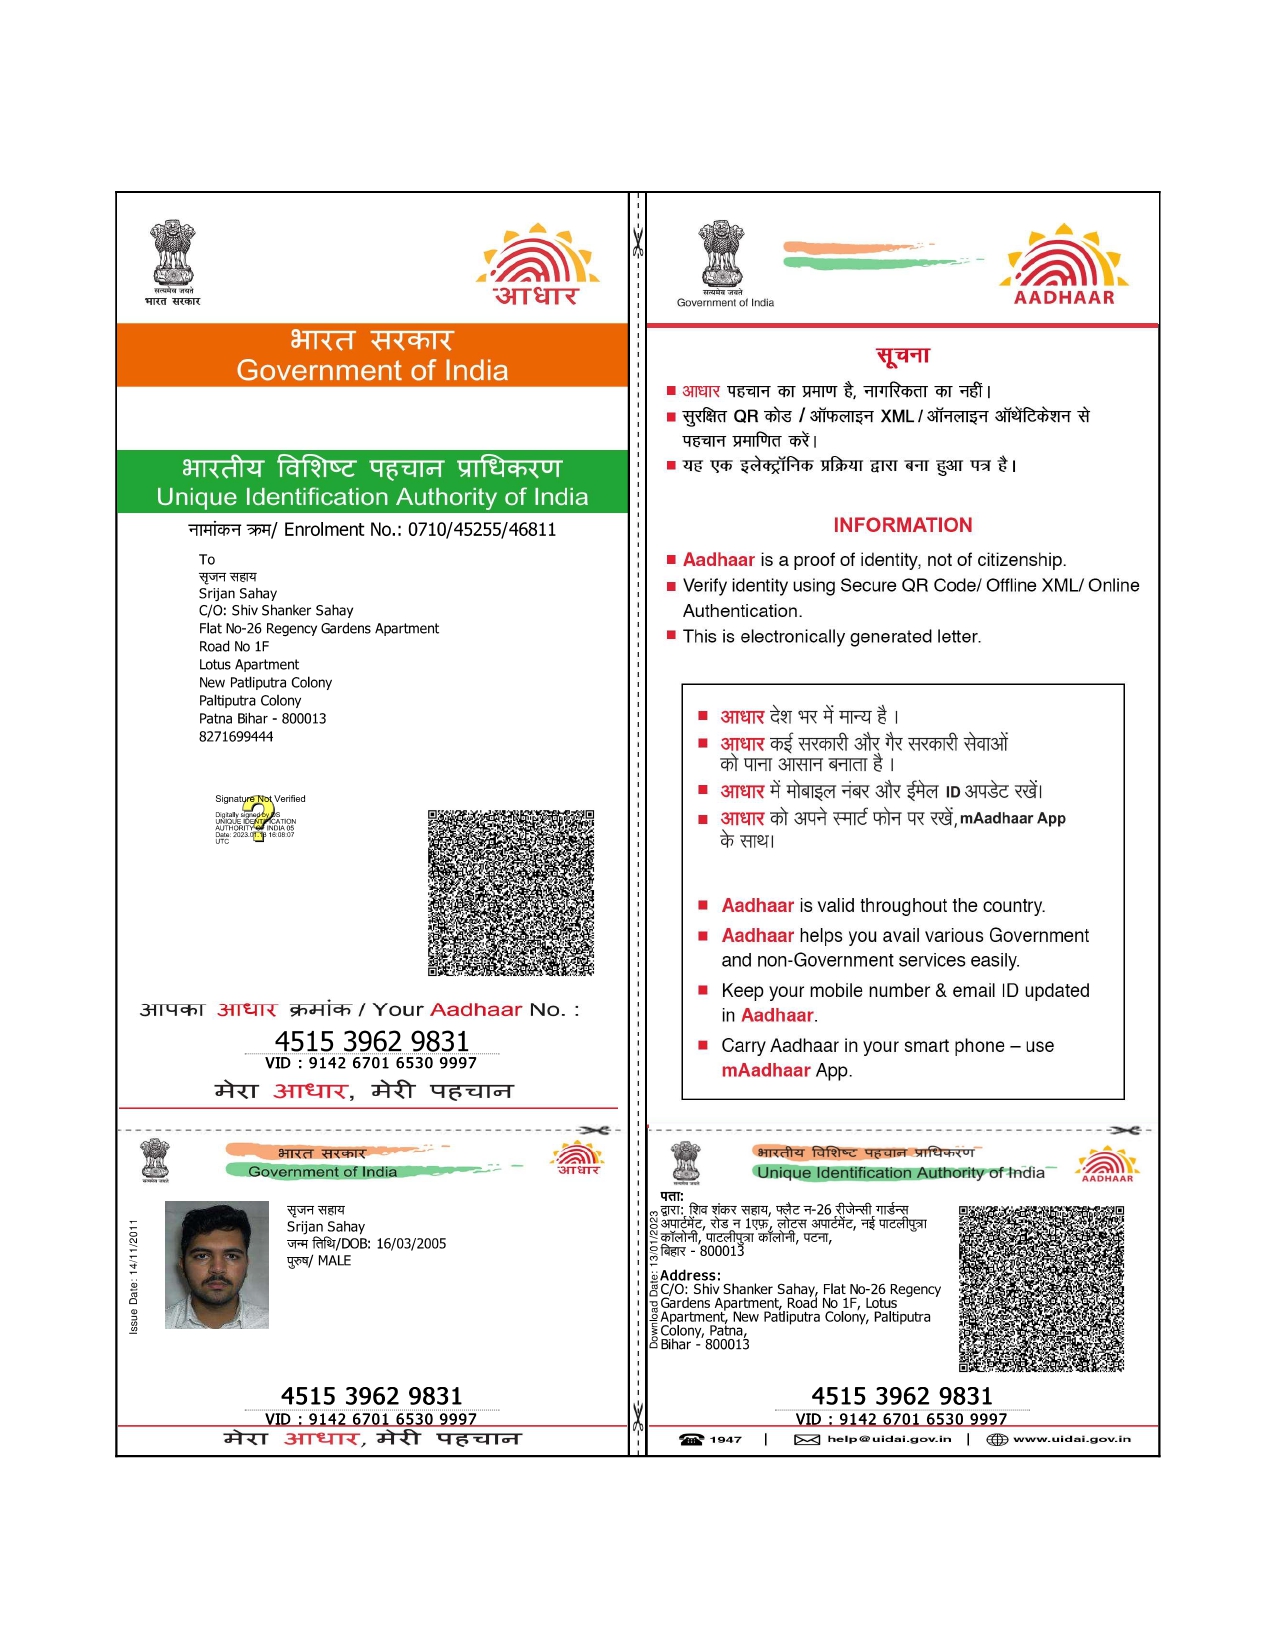 सत्यमेव जयते
भारत सरकार
आधार
भारत सरकार
Government of India
भारतीय विशिष्ट पहचान प्राधिकरण
Unique Identification Authority of India
नामांकन क्रम/ Enrolment No.: 0710/45255/46811
To
सृजन सहाय
Srijan Sahay
C/O: Shiv Shanker Sahay
Flat No-26 Regency Gardens Apartment
Road No 1F
Lotus Apartment
New Patliputra Colony
Paltiputra Colony
Patna Bihar - 800013
8271699444
Signature Not Verified
Digitally signed by DS
UNIQUE IDENTIFICATION
AUTHORITY OF INDIA 05
Date: 2023.01.13 16:08:07
UTC
आपका आधार क्रमांक / Your Aadhaar No. :
4515 3962 9831
VID : 9142 6701 6530 9997
मेरा आधार, मेरी पहचान
सत्यमेव जयते
Government of India
AADHAAR
सूचना
आधार पहचान का प्रमाण है, नागरिकता का नहीं।
सुरक्षित QR कोड / ऑफलाइन XML / ऑनलाइन ऑथेंटिकेशन से
पहचान प्रमाणित करें।
यह एक इलेक्ट्रॉनिक प्रक्रिया द्वारा बना हुआ पत्र है।
INFORMATION
Aadhaar is a proof of identity, not of citizenship.
Verify identity using Secure QR Code/ Offline XML/ Online
Authentication.
This is electronically generated letter.
आधार देश भर में मान्य है ।
आधार कई सरकारी और गैर सरकारी सेवाओं
को पाना आसान बनाता है ।
आधार में मोबाइल नंबर और ईमेल ID अपडेट रखें।
आधार को अपने स्मार्ट फोन पर रखें, mAadhaar App
के साथ।
Aadhaar is valid throughout the country.
Aadhaar helps you avail various Government
and non-Government services easily.
Keep your mobile number & email ID updated
in Aadhaar.
Carry Aadhaar in your smart phone – use
mAadhaar App.
सत्यमेव जयते
भारत सरकार
Government of India
आधार
Issue Date: 14/11/2011
सृजन सहाय
Srijan Sahay
जन्म तिथि/DOB: 16/03/2005
पुरुष/ MALE
4515 3962 9831
VID : 9142 6701 6530 9997
मेरा आधार, मेरी पहचान
सत्यमेव जयते
भारतीय विशिष्ट पहचान प्राधिकरण
Unique Identification Authority of India
AADHAAR
Download Date: 13/01/2023
पता:
द्वारा: शिव शंकर सहाय, फ्लैट न-26 रीजेन्सी गार्डन्स
अपार्टमेंट, रोड न 1एफ़, लोटस अपार्टमेंट, नई पाटलीपुत्रा
कॉलोनी, पाटलीपुत्रा कॉलोनी, पटना,
बिहार - 800013
Address:
C/O: Shiv Shanker Sahay, Flat No-26 Regency
Gardens Apartment, Road No 1F, Lotus
Apartment, New Patliputra Colony, Paltiputra
Colony, Patna,
Bihar - 800013
4515 3962 9831
VID : 9142 6701 6530 9997
1947 | help@uidai.gov.in | www.uidai.gov.in